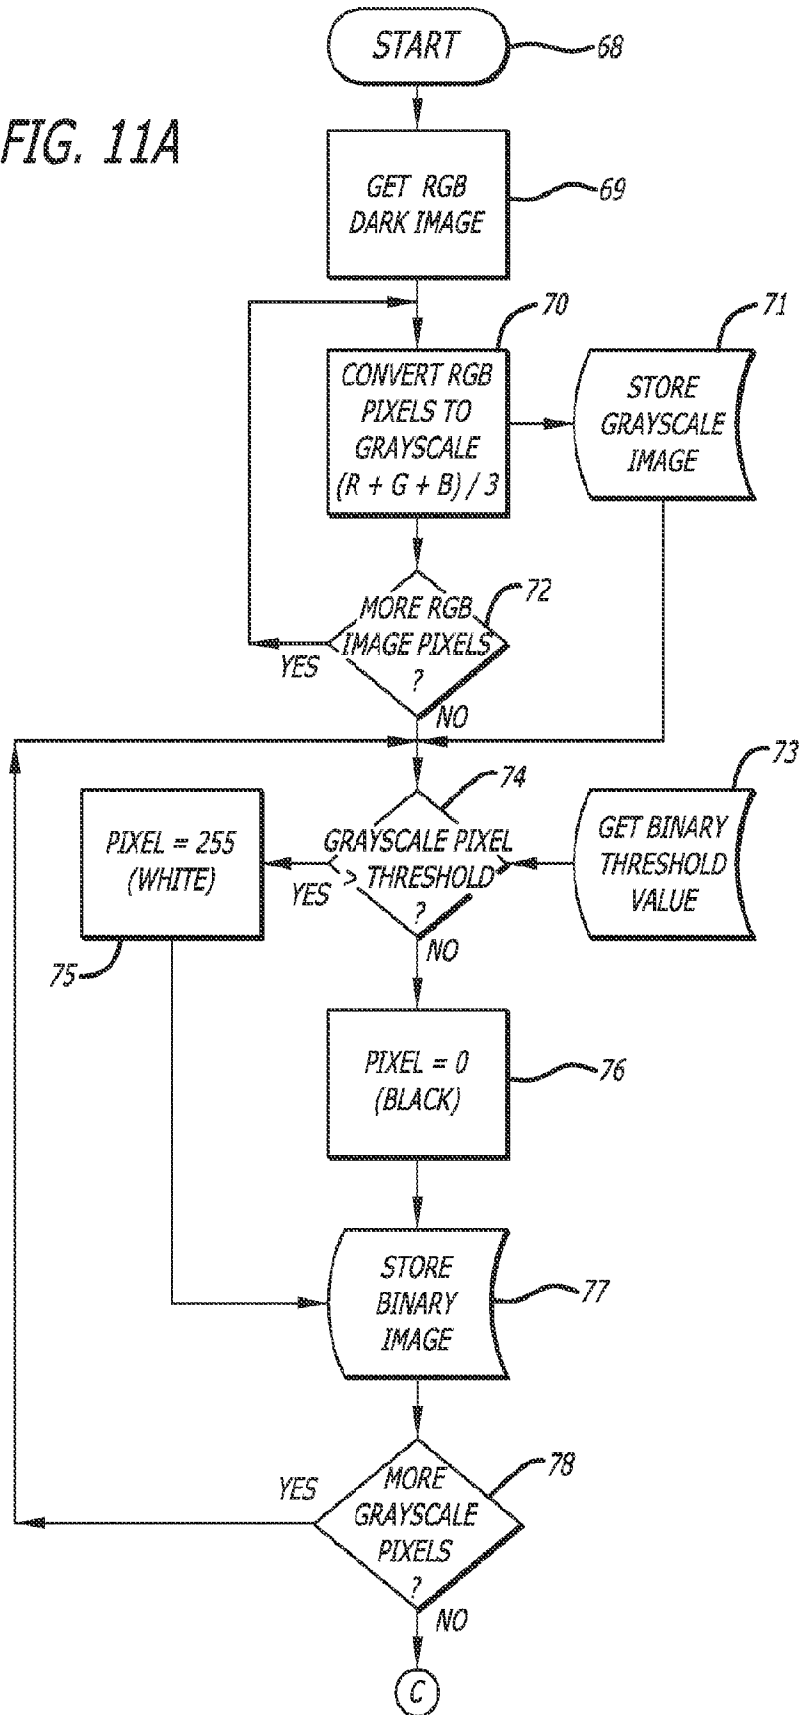 START
68
FIG. 11A
GET RGB
DARK IMAGE
69
70
71
CONVERT RGB
PIXELS TO
GRAYSCALE
(R + G + B) / 3
STORE
GRAYSCALE
IMAGE
72
MORE RGB
IMAGE PIXELS
?
YES
NO
73
74
PIXEL = 255
(WHITE)
GRAYSCALE PIXEL
> THRESHOLD
?
YES
GET BINARY
THRESHOLD
VALUE
NO
75
PIXEL = 0
(BLACK)
76
STORE
BINARY
IMAGE
77
78
YES
MORE
GRAYSCALE
PIXELS
?
NO
C